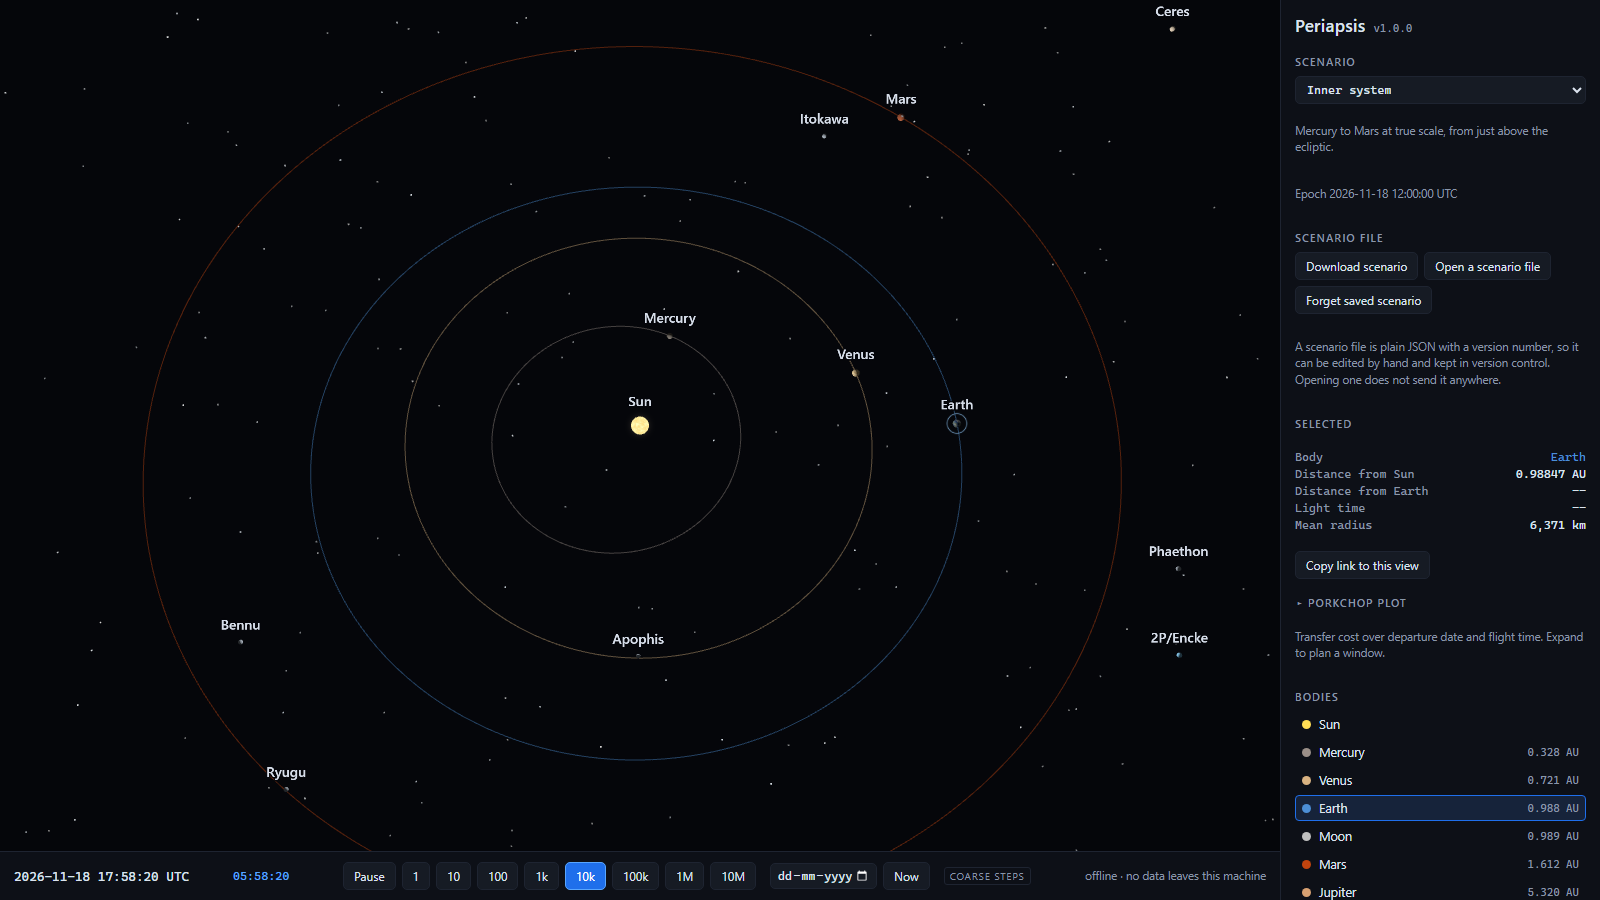 Ceres
Mars
Itokawa
Mercury
Venus
Sun
Earth
Phaethon
Bennu
Apophis
2P/Encke
Ryugu
2026-11-18 17:58:20 UTC
05:58:20
Pause
1
10
100
1k
10k
100k
1M
10M
dd-mm-yyyy
Now
COARSE STEPS
offline · no data leaves this machine
Periapsis v1.0.0
SCENARIO
Inner system
Mercury to Mars at true scale, from just above the
ecliptic.
Epoch 2026-11-18 12:00:00 UTC
SCENARIO FILE
Download scenario
Open a scenario file
Forget saved scenario
A scenario file is plain JSON with a version number, so it
can be edited by hand and kept in version control.
Opening one does not send it anywhere.
SELECTED
Body Earth
Distance from Sun 0.98847 AU
Distance from Earth —
Light time —
Mean radius 6,371 km
Copy link to this view
PORKCHOP PLOT
Transfer cost over departure date and flight time. Expand
to plan a window.
BODIES
Sun
Mercury 0.328 AU
Venus 0.721 AU
Earth 0.988 AU
Moon 0.989 AU
Mars 1.612 AU
Jupiter 5.320 AU